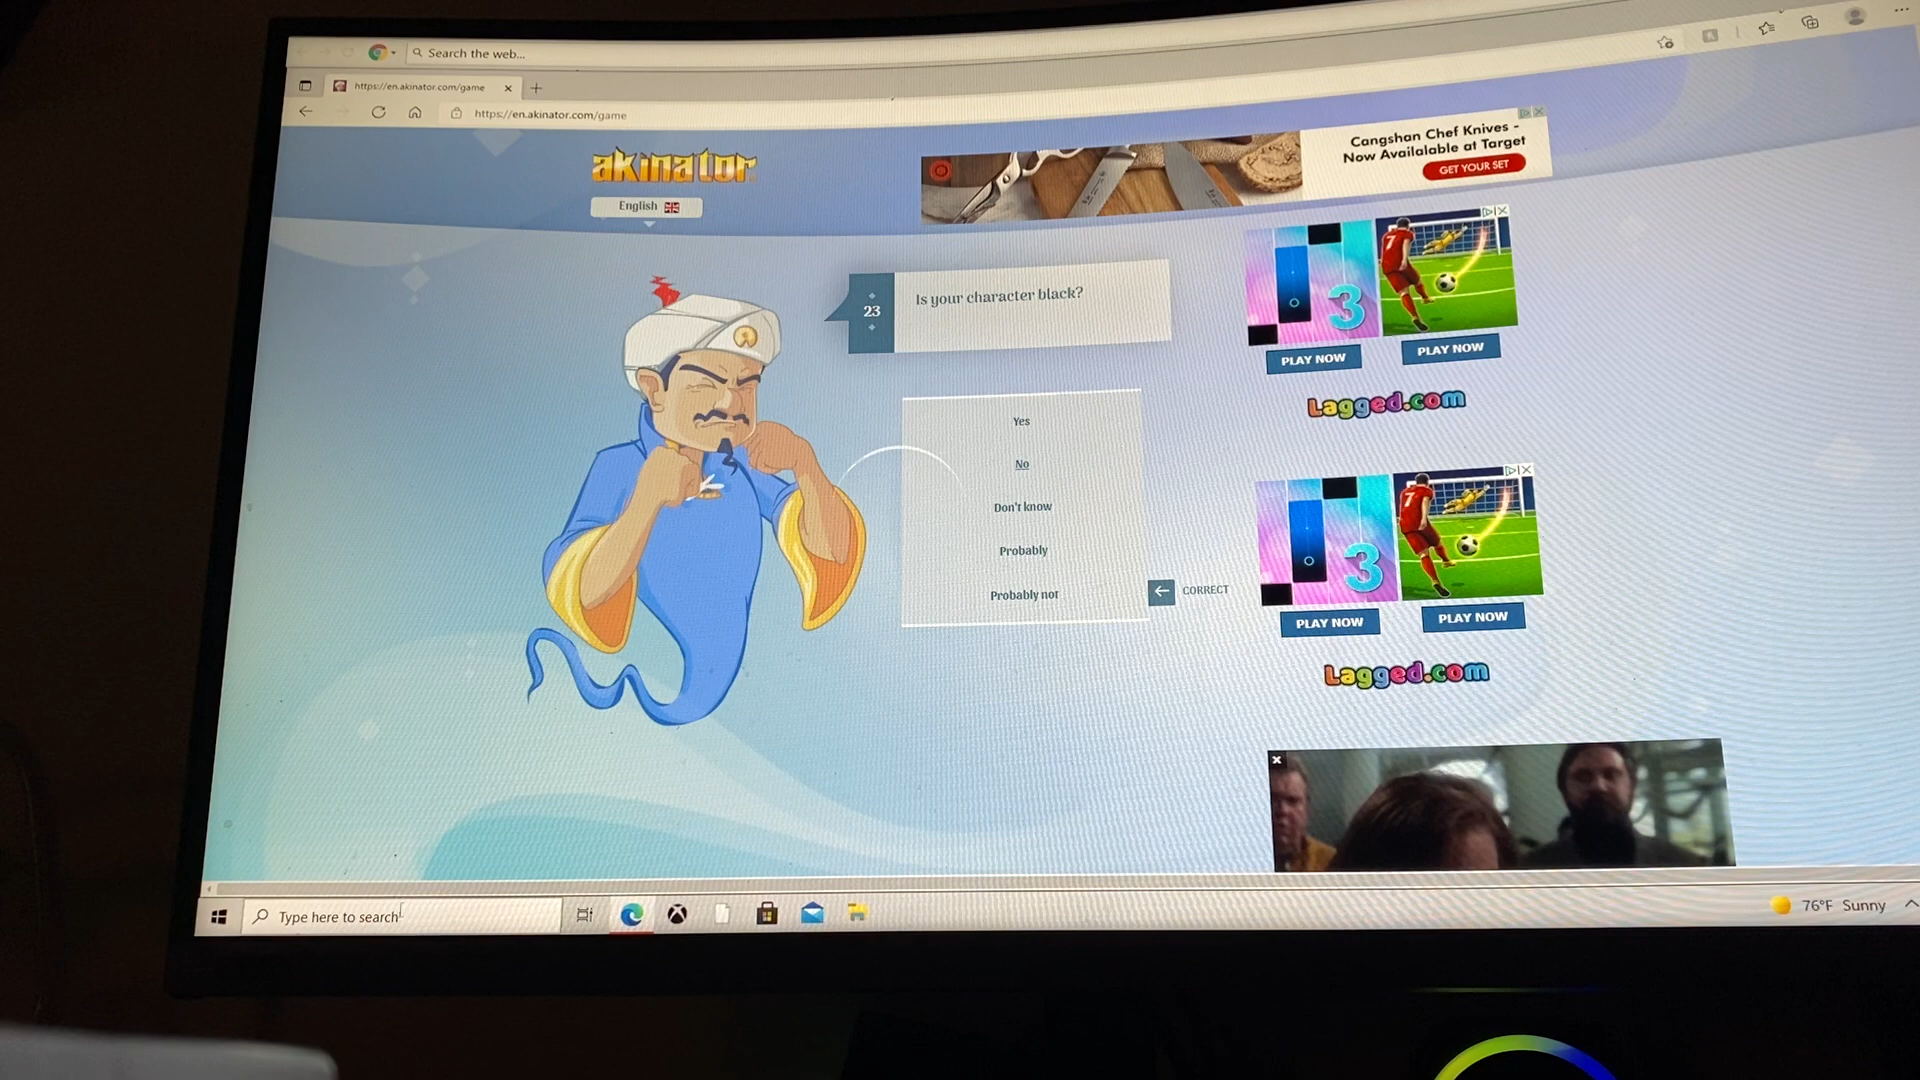 Search the web...
https://en.akinator.com/game
https://en.akinator.com/game
akinator
English
Cangshan Chef Knives -
Now Availalable at Target
GET YOUR SET
23
Is your character black?
Yes
No
Don't know
Probably
Probably not
CORRECT
3
7
PLAY NOW
PLAY NOW
Lagged.com
3
7
PLAY NOW
PLAY NOW
Lagged.com
Type here to search
76°F Sunny